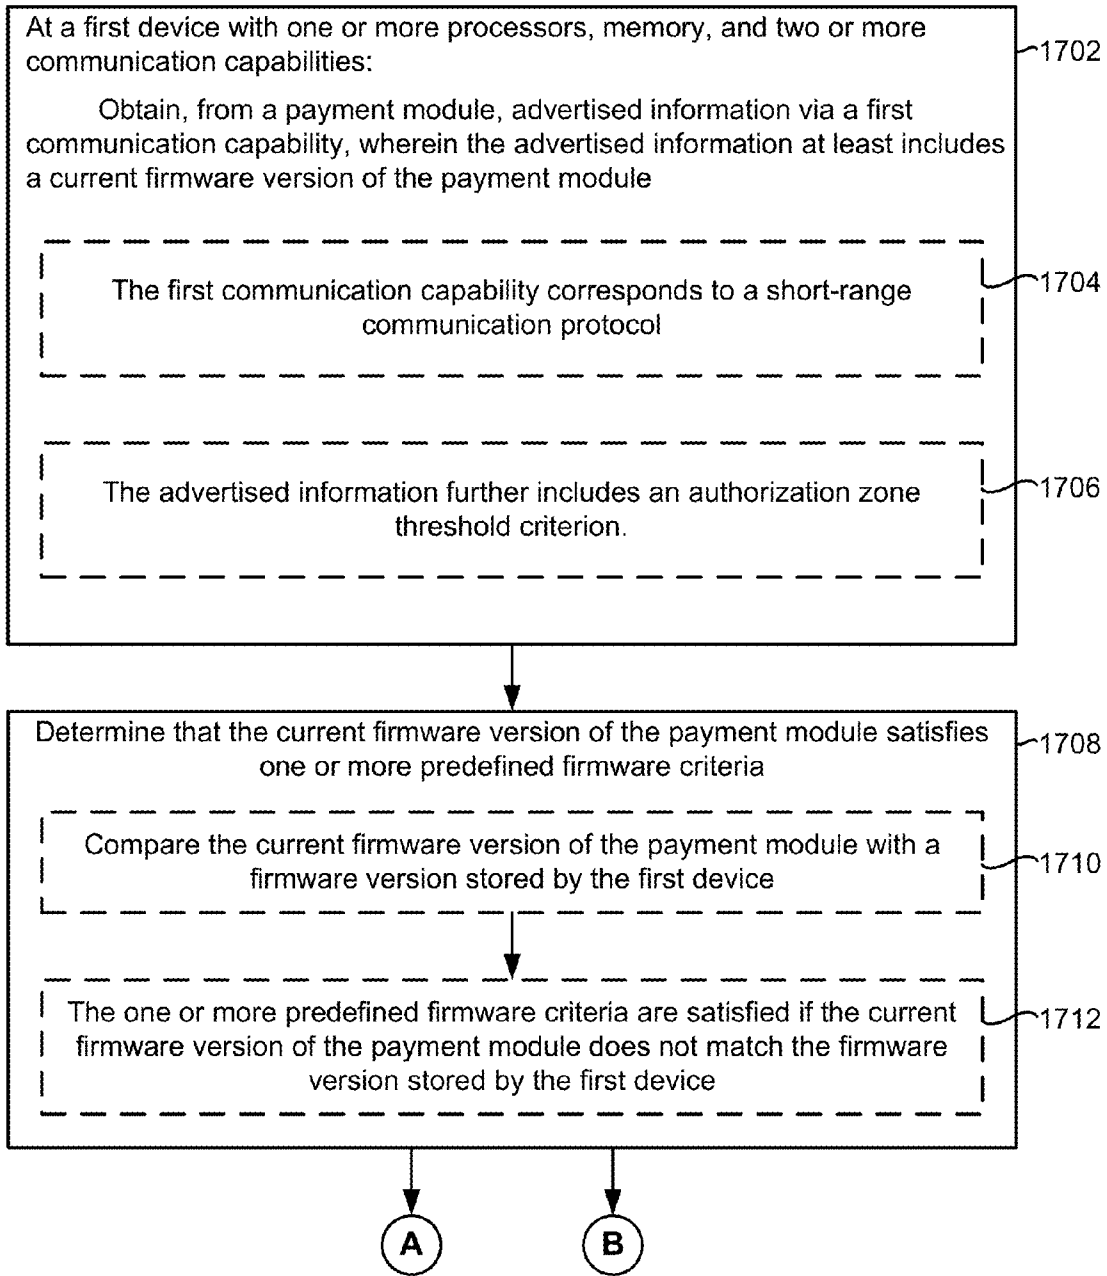 At a first device with one or more processors, memory, and two or more
communication capabilities:
1702
Obtain, from a payment module, advertised information via a first
communication capability, wherein the advertised information at least includes
a current firmware version of the payment module
The first communication capability corresponds to a short-range
communication protocol
1704
The advertised information further includes an authorization zone
threshold criterion.
1706
Determine that the current firmware version of the payment module satisfies
one or more predefined firmware criteria
1708
Compare the current firmware version of the payment module with a
firmware version stored by the first device
1710
The one or more predefined firmware criteria are satisfied if the current
firmware version of the payment module does not match the firmware
version stored by the first device
1712
A
B